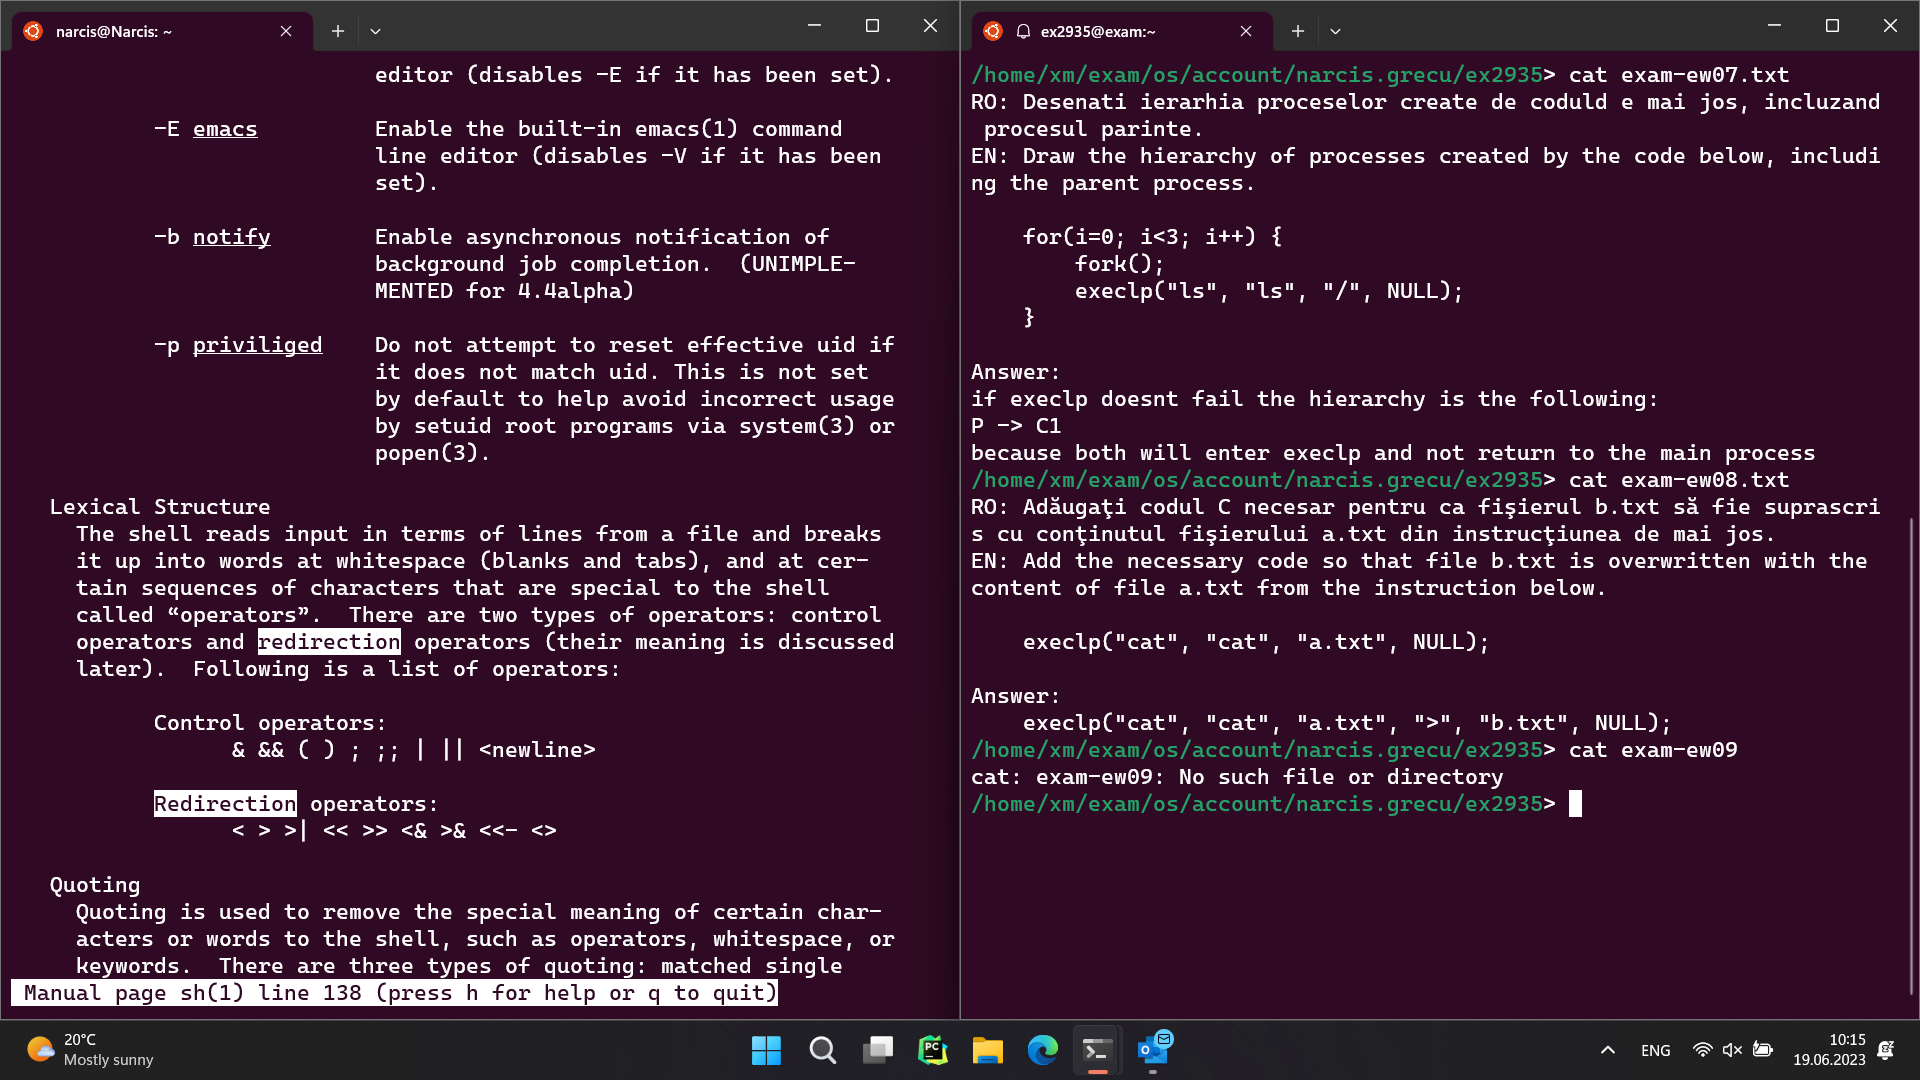 narcis@Narcis: ~
editor (disables -E if it has been set).
-E emacs Enable the built-in emacs(1) command
line editor (disables -V if it has been
set).
-b notify Enable asynchronous notification of
background job completion. (UNIMPLE-
MENTED for 4.4alpha)
-p priviliged Do not attempt to reset effective uid if
it does not match uid. This is not set
by default to help avoid incorrect usage
by setuid root programs via system(3) or
popen(3).
Lexical Structure
The shell reads input in terms of lines from a file and breaks
it up into words at whitespace (blanks and tabs), and at cer-
tain sequences of characters that are special to the shell
called “operators”. There are two types of operators: control
operators and redirection operators (their meaning is discussed
later). Following is a list of operators:
Control operators:
& && ( ) ; ;; | || <newline>
Redirection operators:
< > >| << >> <& >& <<- <>
Quoting
Quoting is used to remove the special meaning of certain char-
acters or words to the shell, such as operators, whitespace, or
keywords. There are three types of quoting: matched single
Manual page sh(1) line 138 (press h for help or q to quit)
ex2935@exam:~
/home/xm/exam/os/account/narcis.grecu/ex2935> cat exam-ew07.txt
RO: Desenati ierarhia proceselor create de coduld e mai jos, incluzand
procesul parinte.
EN: Draw the hierarchy of processes created by the code below, includi
ng the parent process.
for(i=0; i<3; i++) {
fork();
execlp("ls", "ls", "/", NULL);
}
Answer:
if execlp doesnt fail the hierarchy is the following:
P -> C1
because both will enter execlp and not return to the main process
/home/xm/exam/os/account/narcis.grecu/ex2935> cat exam-ew08.txt
RO: Adăugaţi codul C necesar pentru ca fişierul b.txt să fie suprascri
s cu conţinutul fişierului a.txt din instrucţiunea de mai jos.
EN: Add the necessary code so that file b.txt is overwritten with the
content of file a.txt from the instruction below.
execlp("cat", "cat", "a.txt", NULL);
Answer:
execlp("cat", "cat", "a.txt", ">", "b.txt", NULL);
/home/xm/exam/os/account/narcis.grecu/ex2935> cat exam-ew09
cat: exam-ew09: No such file or directory
/home/xm/exam/os/account/narcis.grecu/ex2935>
20°C
Mostly sunny
PC
ENG
10:15
19.06.2023